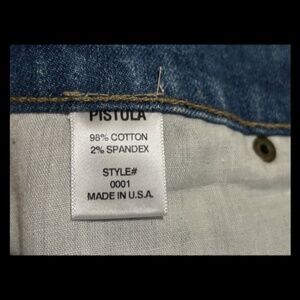 PISTOLA
98% COTTON
2% SPANDEX
STYLE#
0001
MADE IN U.S.A.